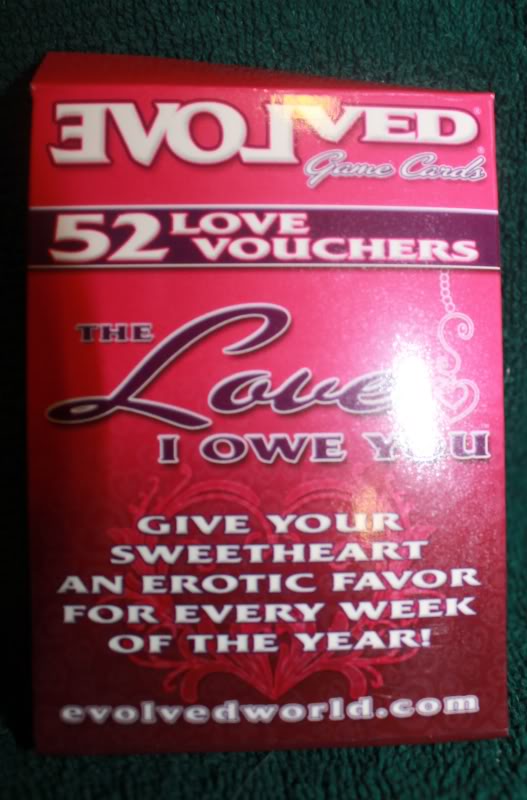 EVOLVED®
Game Cards®
52 LOVE VOUCHERS
THE
Love
I OWE YOU
GIVE YOUR
SWEETHEART
AN EROTIC FAVOR
FOR EVERY WEEK
OF THE YEAR!
evolvedworld.com